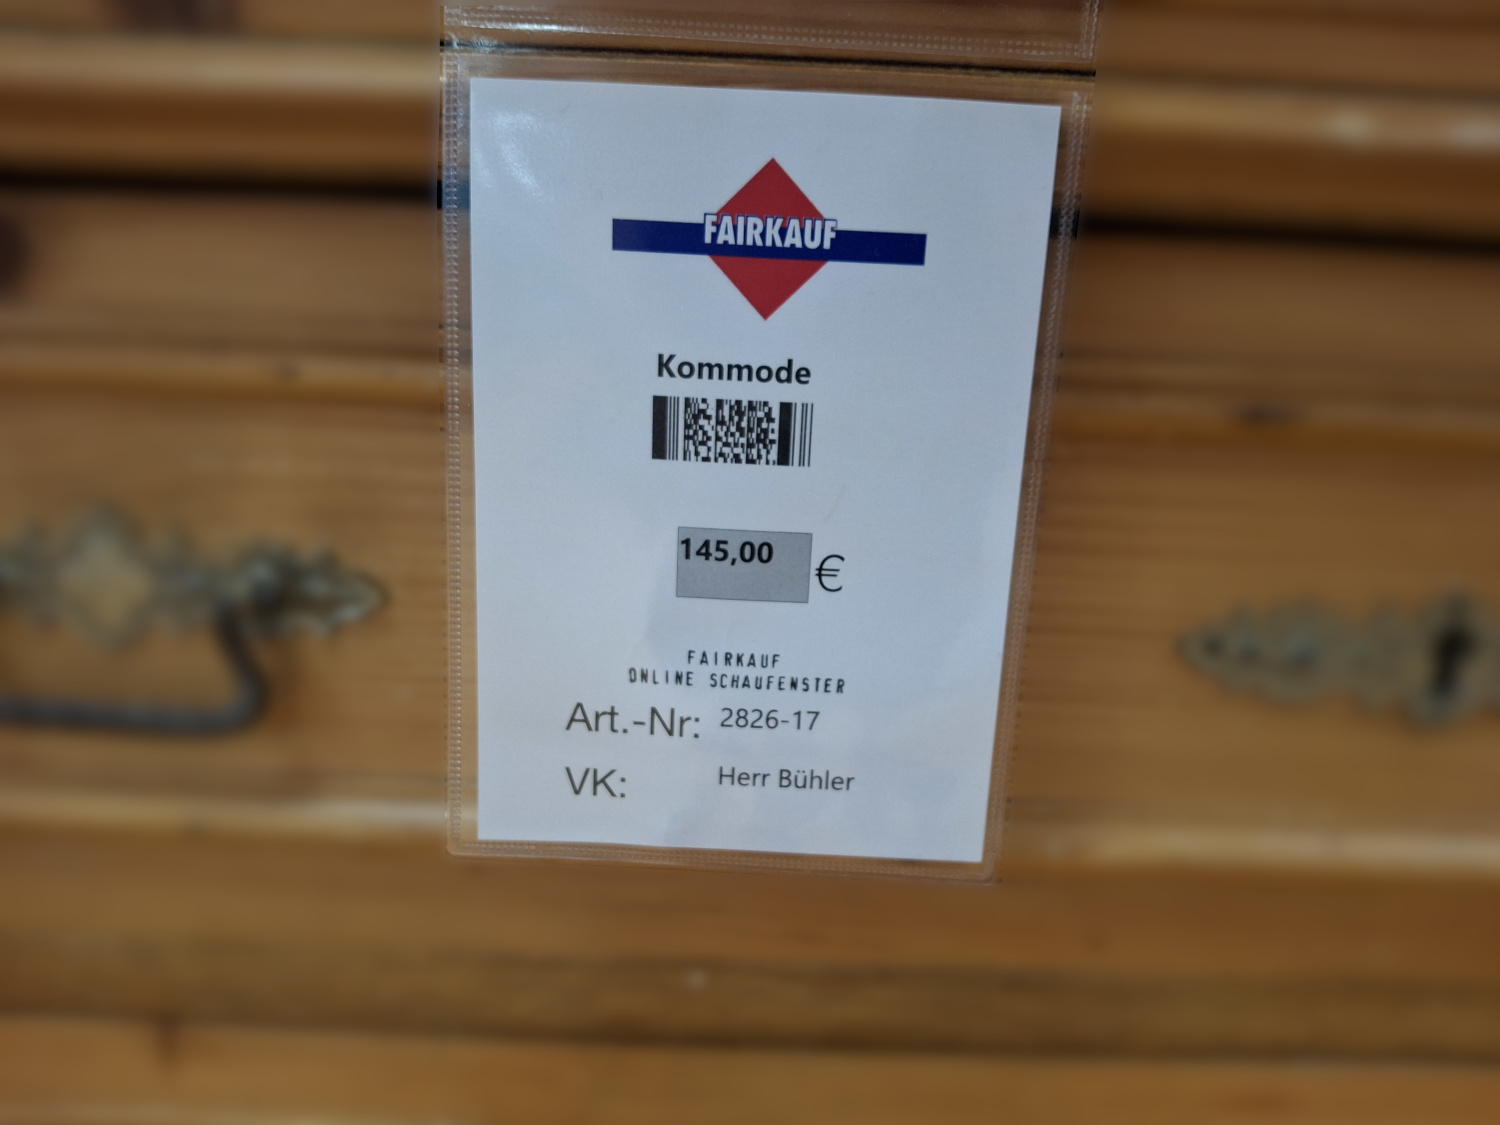 FAIRKAUF
Kommode
145,00 €
FAIRKAUF
ONLINE SCHAUFENSTER
Art.-Nr: 2826-17
VK: Herr Bühler